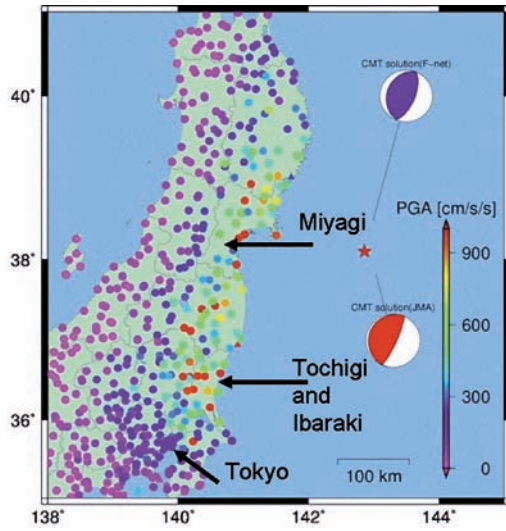 CMT solution(F-net)
40°
Miyagi
PGA [cm/s/s]
900
38°
CMT solution(JMA)
600
Tochigi
and
Ibaraki
300
36°
Tokyo
100 km
0
138°
140°
142°
144°